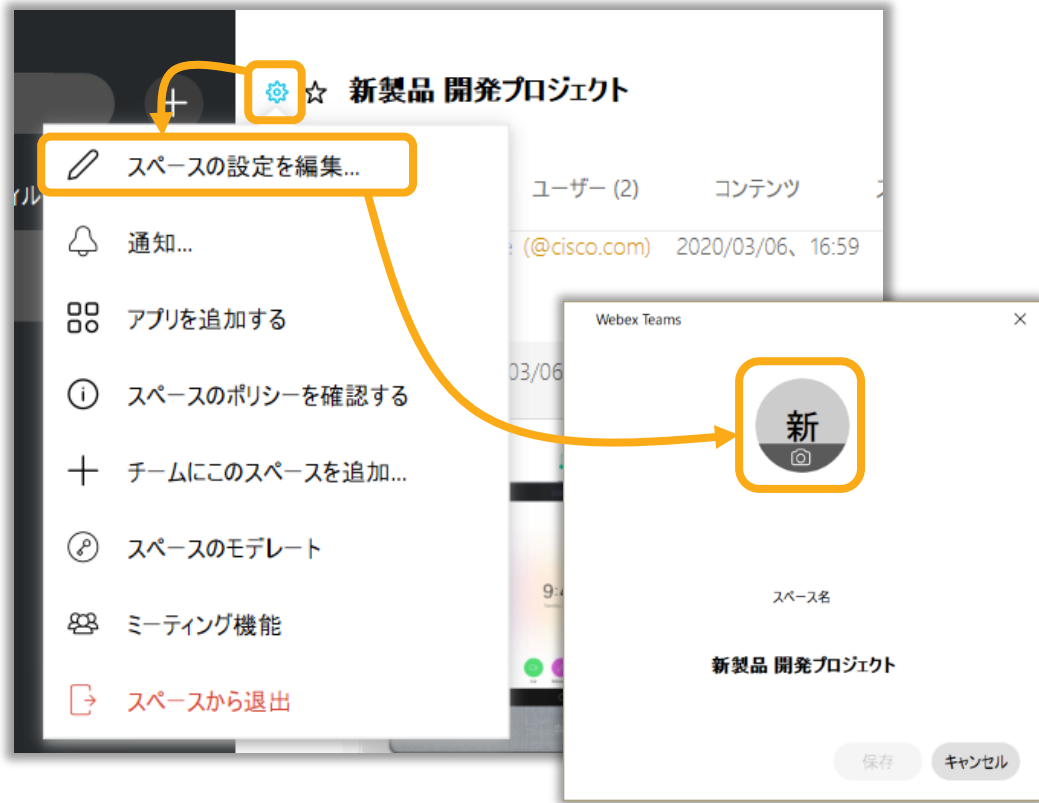 新製品 開発プロジェクト
スペースの設定を編集...
ユーザー (2)
コンテンツ
通知...
(@cisco.com) 2020/03/06、 16:59
アプリを追加する
スペースのポリシーを確認する
03/06
チームにこのスペースを追加...
スペースのモデレート
ミーティング機能
スペースから退出
Webex Teams
新
スペース名
新製品 開発プロジェクト
保存
キャンセル